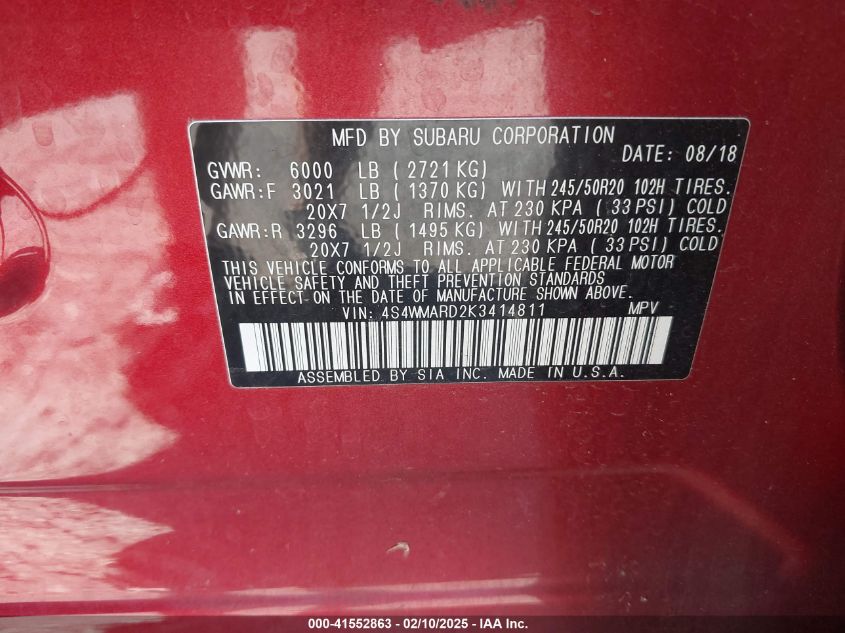 MFD BY SUBARU CORPORATION
DATE: 08/18
GVWR: 6000 LB ( 2721 KG)
GAWR:F 3021 LB ( 1370 KG) WITH 245/50R20 102H TIRES.
20X7 1/2J RIMS. AT 230 KPA ( 33 PSI) COLD
GAWR:R 3296 LB ( 1495 KG) WITH 245/50R20 102H TIRES.
20X7 1/2J RIMS. AT 230 KPA ( 33 PSI) COLD
THIS VEHICLE CONFORMS TO ALL APPLICABLE FEDERAL MOTOR
VEHICLE SAFETY AND THEFT PREVENTION STANDARDS
IN EFFECT ON THE DATE OF MANUFACTURE SHOWN ABOVE.
VIN: 4S4WMARD2K3414811 MPV
ASSEMBLED BY SIA INC. MADE IN U.S.A.
000-41552863 - 02/10/2025 - IAA Inc.